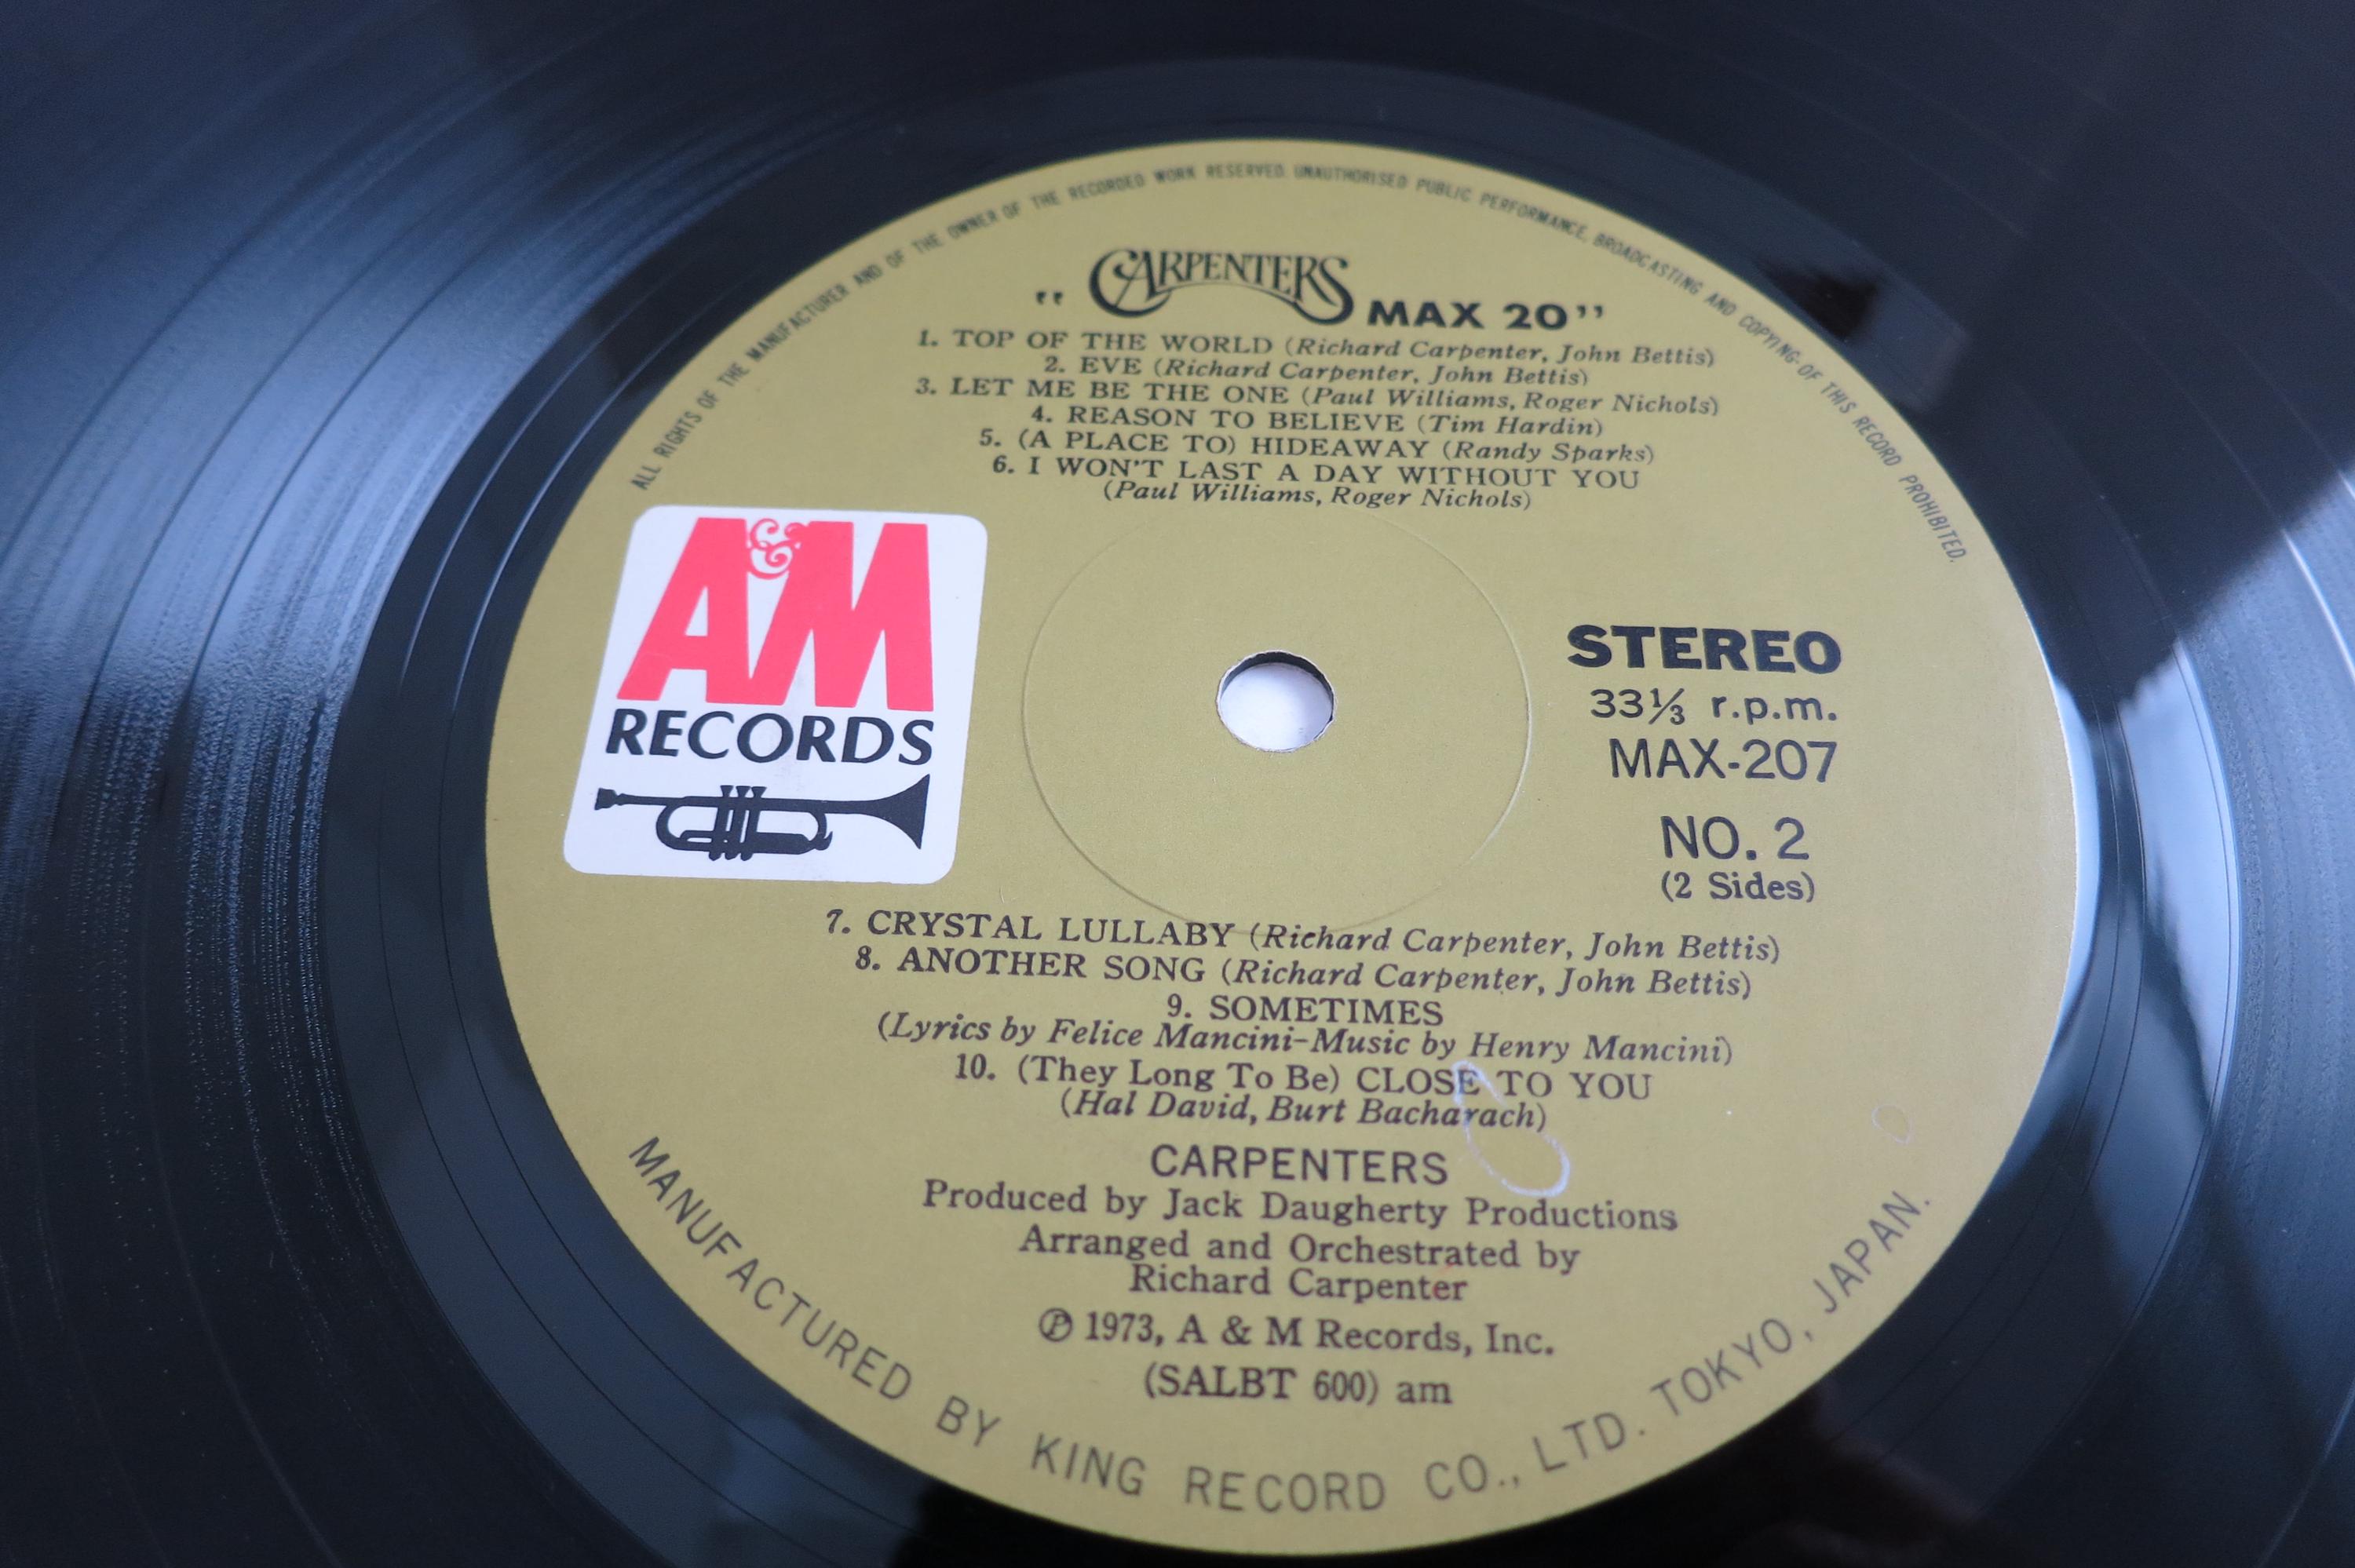 ALL RIGHTS OF THE MANUFACTURER AND OF THE OWNER OF THE RECORDED WORK RESERVED. UNAUTHORISED PUBLIC PERFORMANCE, BROADCASTING AND COPYING OF THIS RECORD PROHIBITED.
"CARPENTERS MAX 20"
1. TOP OF THE WORLD (Richard Carpenter, John Bettis)
2. EVE (Richard Carpenter, John Bettis)
3. LET ME BE THE ONE (Paul Williams, Roger Nichols)
4. REASON TO BELIEVE (Tim Hardin)
5. (A PLACE TO) HIDEAWAY (Randy Sparks)
6. I WON'T LAST A DAY WITHOUT YOU
(Paul Williams, Roger Nichols)
A&M
RECORDS
STEREO
33⅓ r.p.m.
MAX-207
NO. 2
(2 Sides)
7. CRYSTAL LULLABY (Richard Carpenter, John Bettis)
8. ANOTHER SONG (Richard Carpenter, John Bettis)
9. SOMETIMES
(Lyrics by Felice Mancini-Music by Henry Mancini)
10. (They Long To Be) CLOSE TO YOU
(Hal David, Burt Bacharach)
CARPENTERS
Produced by Jack Daugherty Productions
Arranged and Orchestrated by
Richard Carpenter
℗ 1973, A & M Records, Inc.
(SALBT 600) am
MANUFACTURED BY KING RECORD CO., LTD. TOKYO, JAPAN.